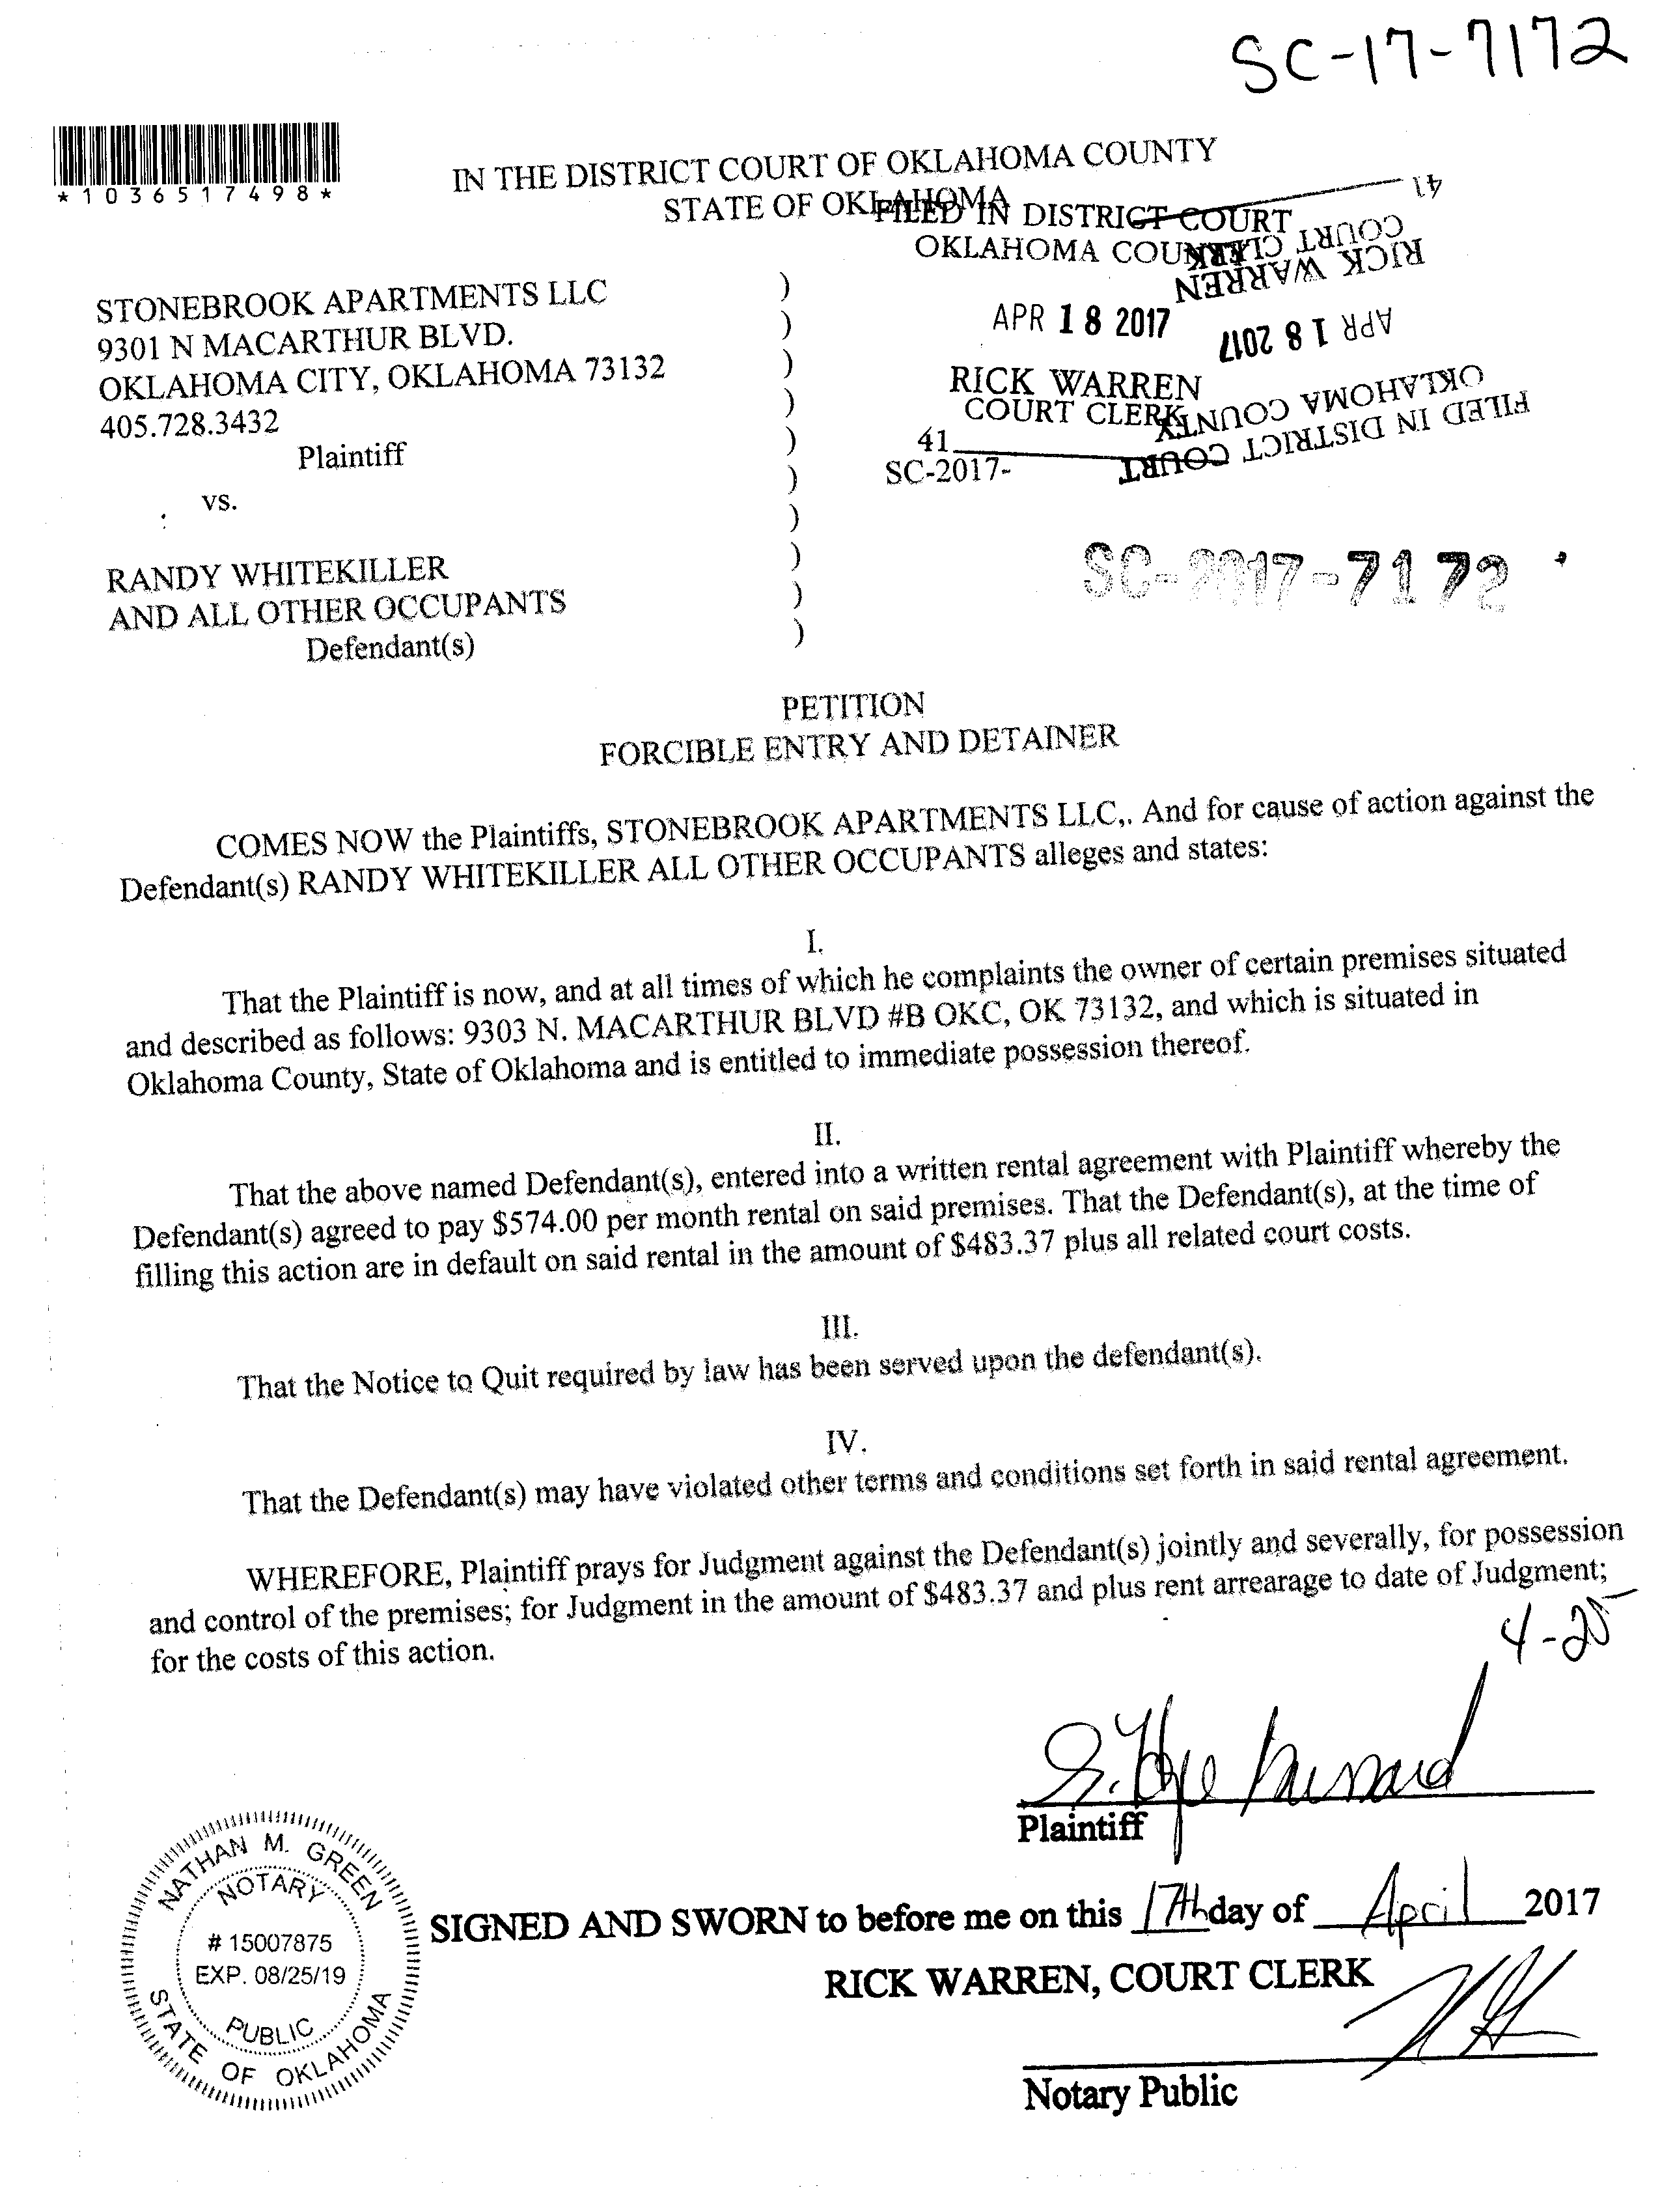 SC-17-7172
*1036517498*
IN THE DISTRICT COURT OF OKLAHOMA COUNTY
STATE OF OKLAHOMA
FILED IN DISTRICT COURT
OKLAHOMA COUNTY
APR 18 2017
RICK WARREN
COURT CLERK
41
FILED IN DISTRICT COURT
OKLAHOMA COUNTY
APR 18 2017
RICK WARREN
COURT CLERK
41
STONEBROOK APARTMENTS LLC )
9301 N MACARTHUR BLVD. )
OKLAHOMA CITY, OKLAHOMA 73132 )
405.728.3432 )
Plaintiff )
SC-2017- )
vs. )
SC-2017-7172
RANDY WHITEKILLER )
AND ALL OTHER OCCUPANTS )
Defendant(s) )
PETITION
FORCIBLE ENTRY AND DETAINER
COMES NOW the Plaintiffs, STONEBROOK APARTMENTS LLC,. And for cause of action against the
Defendant(s) RANDY WHITEKILLER ALL OTHER OCCUPANTS alleges and states:
I.
That the Plaintiff is now, and at all times of which he complaints the owner of certain premises situated
and described as follows: 9303 N. MACARTHUR BLVD #B OKC, OK 73132, and which is situated in
Oklahoma County, State of Oklahoma and is entitled to immediate possession thereof.
II.
That the above named Defendant(s), entered into a written rental agreement with Plaintiff whereby the
Defendant(s) agreed to pay $574.00 per month rental on said premises. That the Defendant(s), at the time of
filling this action are in default on said rental in the amount of $483.37 plus all related court costs.
III.
That the Notice to Quit required by law has been served upon the defendant(s).
IV.
That the Defendant(s) may have violated other terms and conditions set forth in said rental agreement.
WHEREFORE, Plaintiff prays for Judgment against the Defendant(s) jointly and severally, for possession
and control of the premises; for Judgment in the amount of $483.37 and plus rent arrearage to date of Judgment;
for the costs of this action.
4-25
Plaintiff
NATHAN M. GREEN
NOTARY
# 15007875
EXP. 08/25/19
PUBLIC
STATE OF OKLAHOMA
SIGNED AND SWORN to before me on this 17th day of April 2017
RICK WARREN, COURT CLERK
Notary Public